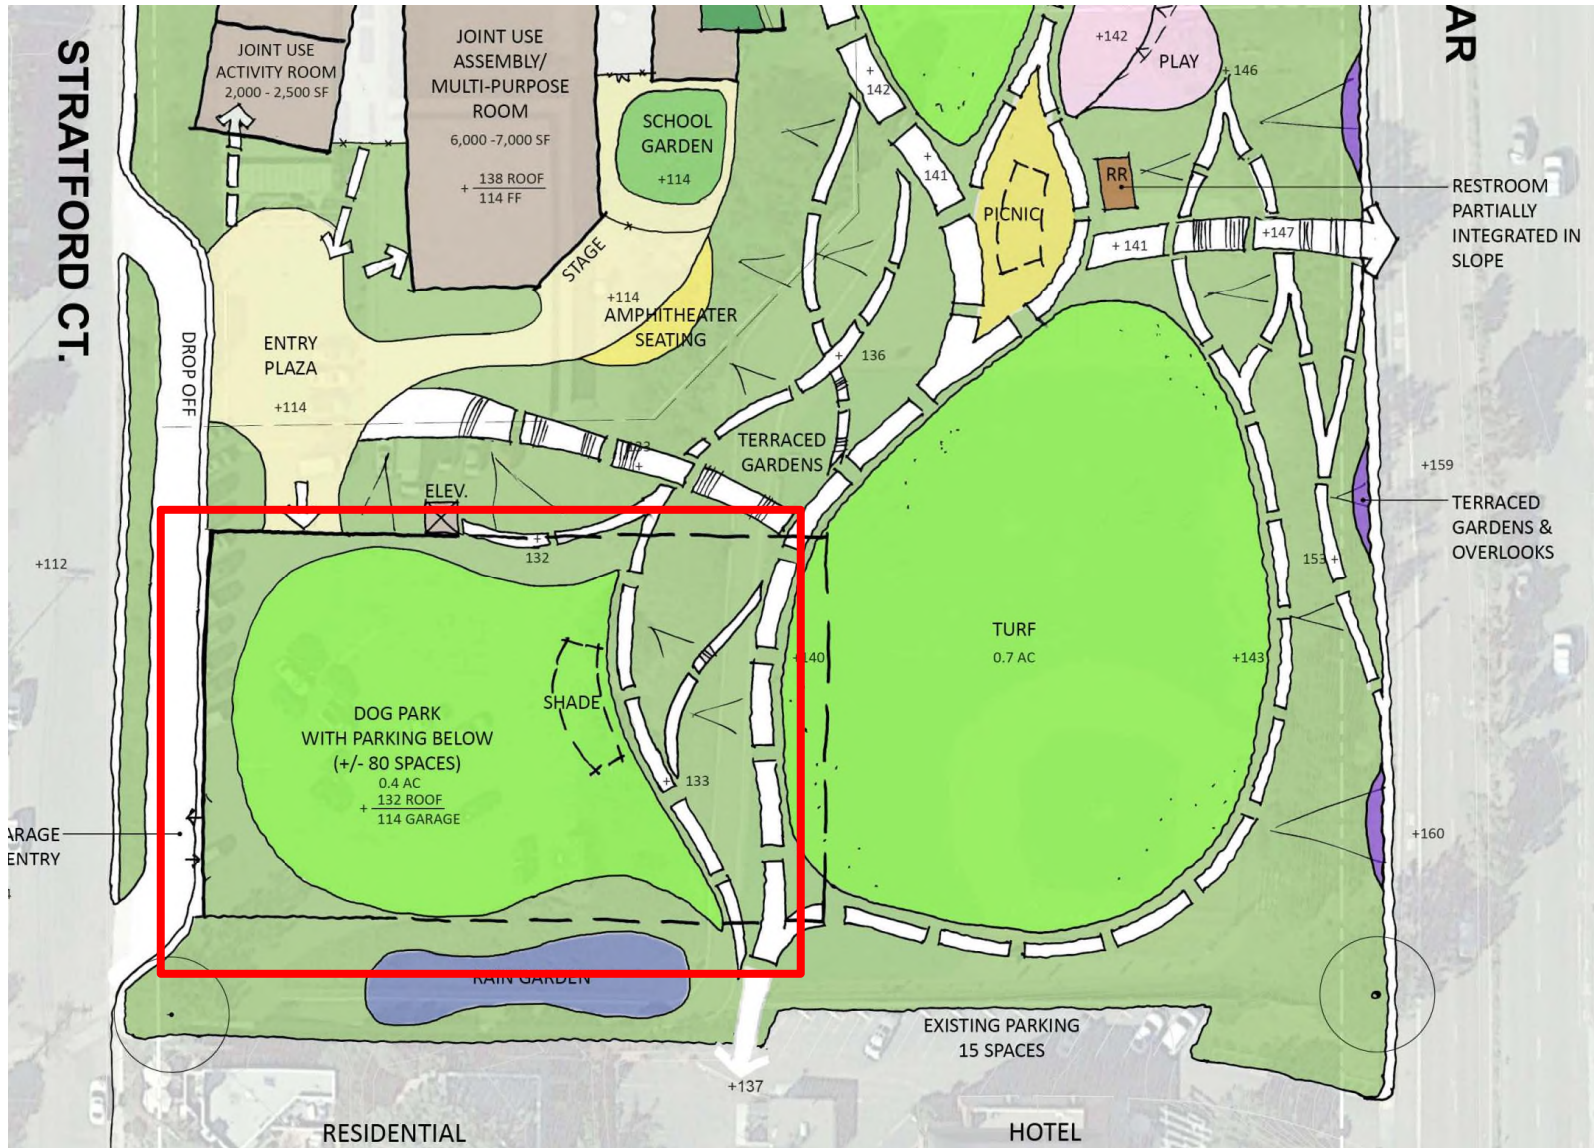 STRATFORD CT.
AR
JOINT USE
ACTIVITY ROOM
2,000 - 2,500 SF
JOINT USE
ASSEMBLY/
MULTI-PURPOSE
ROOM
6,000 -7,000 SF
+ 138 ROOF
114 FF
SCHOOL
GARDEN
+114
+
142
+
141
+142
PLAY
+ 146
RR
RESTROOM
PARTIALLY
INTEGRATED IN
SLOPE
PICNIC
+ 141
+147
STAGE
+114
AMPHITHEATER
SEATING
DROP OFF
ENTRY
PLAZA
+114
+ 136
TERRACED
GARDENS
133
+
ELEV.
+
132
+112
+159
TERRACED
GARDENS &
OVERLOOKS
153 +
TURF
0.7 AC
+140
+143
SHADE
DOG PARK
WITH PARKING BELOW
(+/- 80 SPACES)
0.4 AC
+ 132 ROOF
114 GARAGE
+ 133
ARAGE
ENTRY
+160
RAIN GARDEN
EXISTING PARKING
15 SPACES
+137
RESIDENTIAL
HOTEL